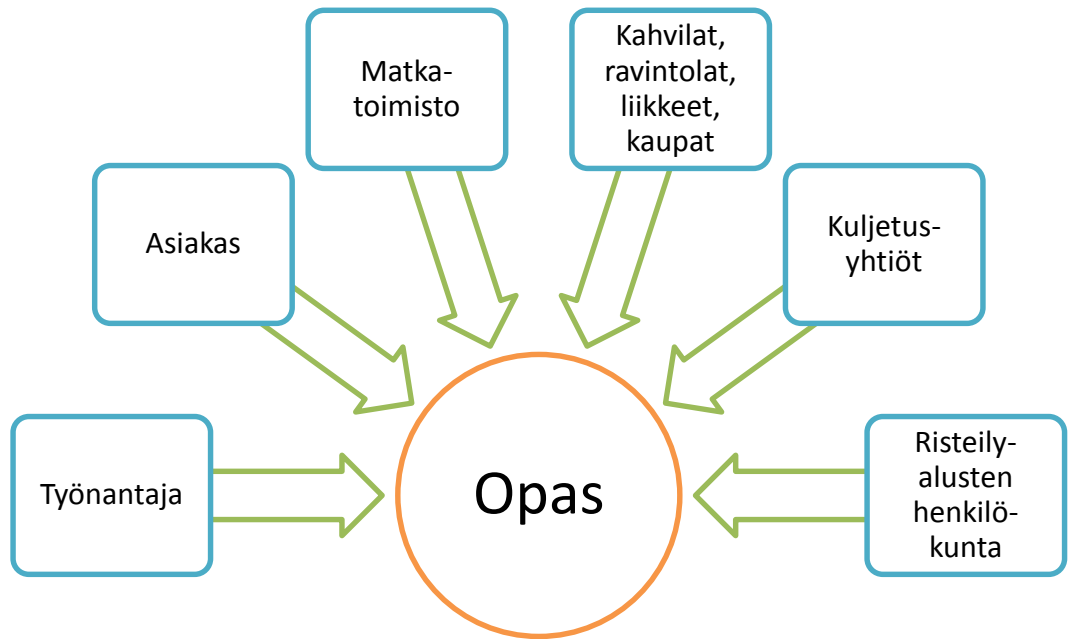 Matka-
toimisto
Kahvilat,
ravintolat,
liikkeet,
kaupat
Asiakas
Kuljetus-
yhtiöt
Työnantaja
Opas
Risteily-
alusten
henkilö-
kunta